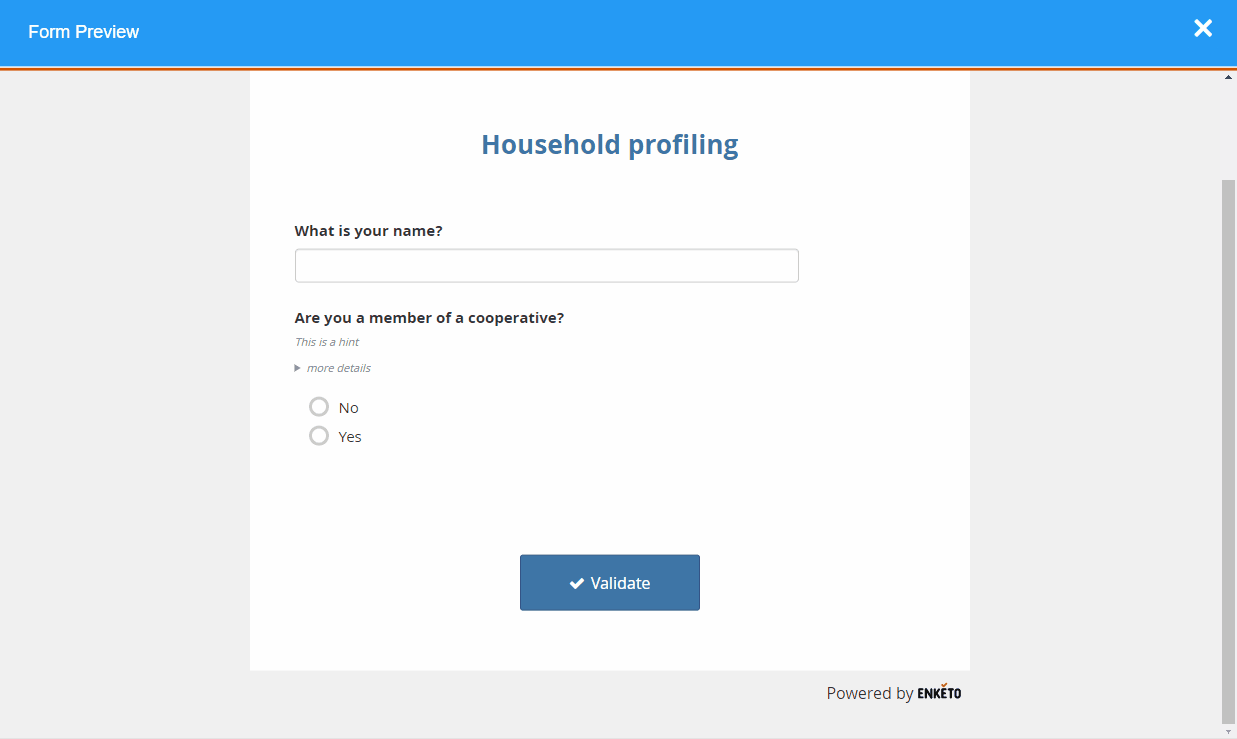 Form Preview
Household profiling
What is your name?
Are you a member of a cooperative?
This is a hint
more details
No
Yes
Validate
Powered by ENKETO